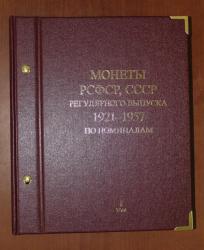 МОНЕТЫ
РСФСР, СССР
РЕГУЛЯРНОГО ВЫПУСКА
1921–1957
ПО НОМИНАЛАМ